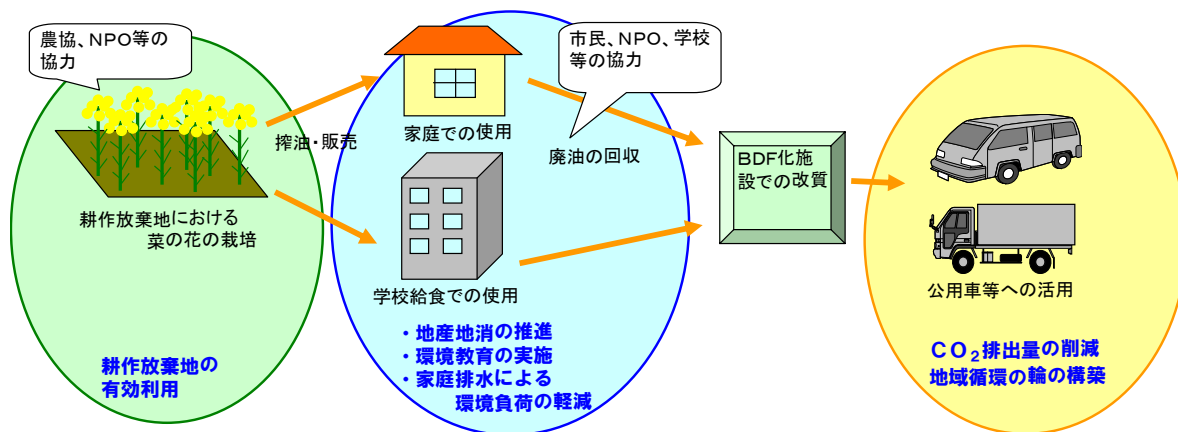 農協、NPO等の
協力
搾油・販売
耕作放棄地における
菜の花の栽培
耕作放棄地の
有効利用
家庭での使用
学校給食での使用
・地産地消の推進
・環境教育の実施
・家庭排水による
環境負荷の軽減
市民、NPO、学校
等の協力
廃油の回収
BDF化施
設での改質
公用車等への活用
CO₂排出量の削減
地域循環の輪の構築